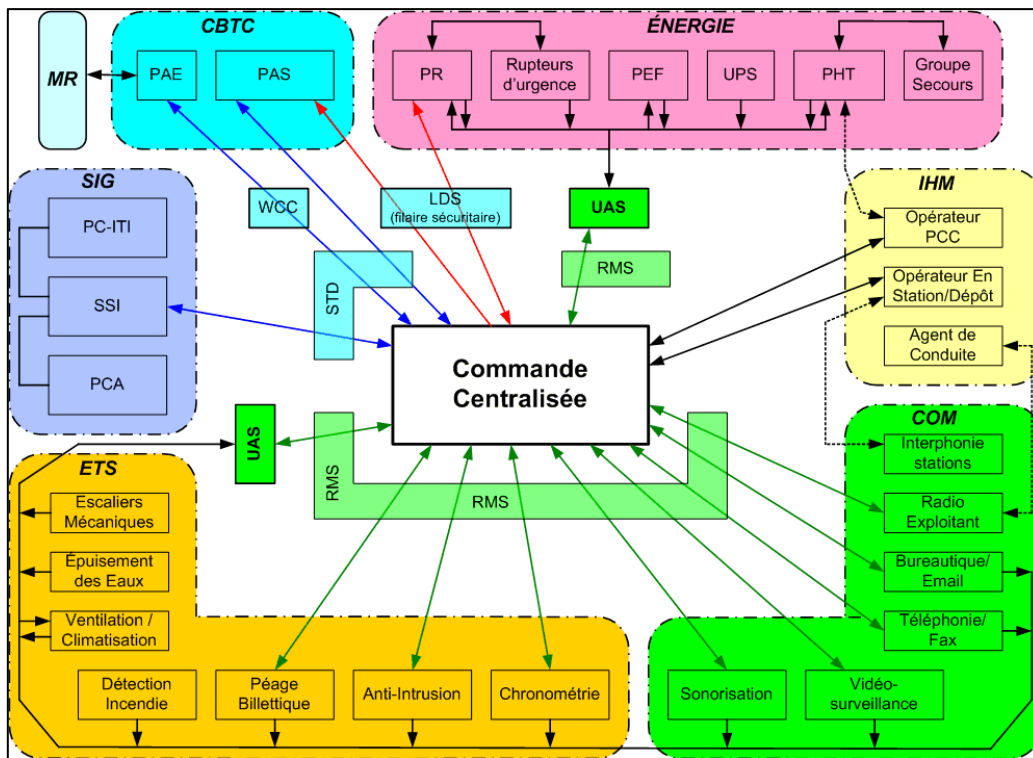 CBTC
ÉNERGIE
MR
PAE
PAS
PR
Rupteurs
d'urgence
PEF
UPS
PHT
Groupe
Secours
SIG
PC-ITI
SSI
PCA
WCC
LDS
(filaire sécuritaire)
UAS
RMS
STD
IHM
Opérateur
PCC
Opérateur En
Station/Dépôt
Agent de
Conduite
Commande
Centralisée
UAS
RMS
RMS
COM
Interphonie
stations
Radio
Exploitant
Bureautique/
Email
Téléphonie/
Fax
Sonorisation
Vidéo-
surveillance
ETS
Escaliers
Mécaniques
Épuisement
des Eaux
Ventilation /
Climatisation
Détection
Incendie
Péage
Billettique
Anti-Intrusion
Chronométrie